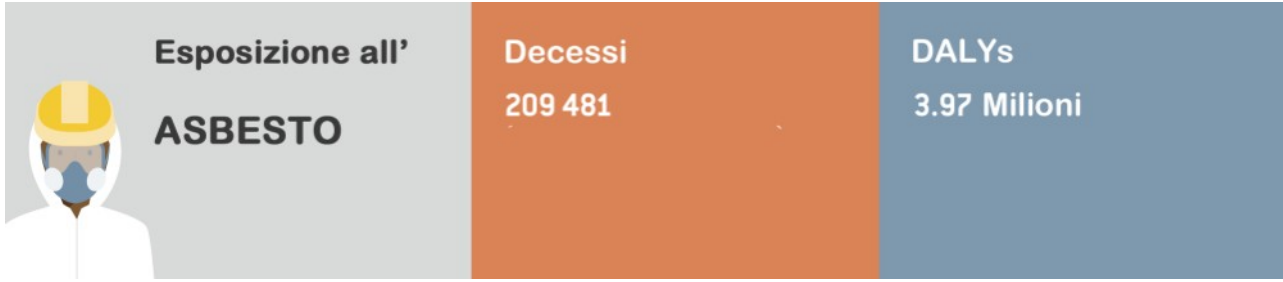 Esposizione all’
ASBESTO
Decessi
209 481
DALYs
3.97 Milioni